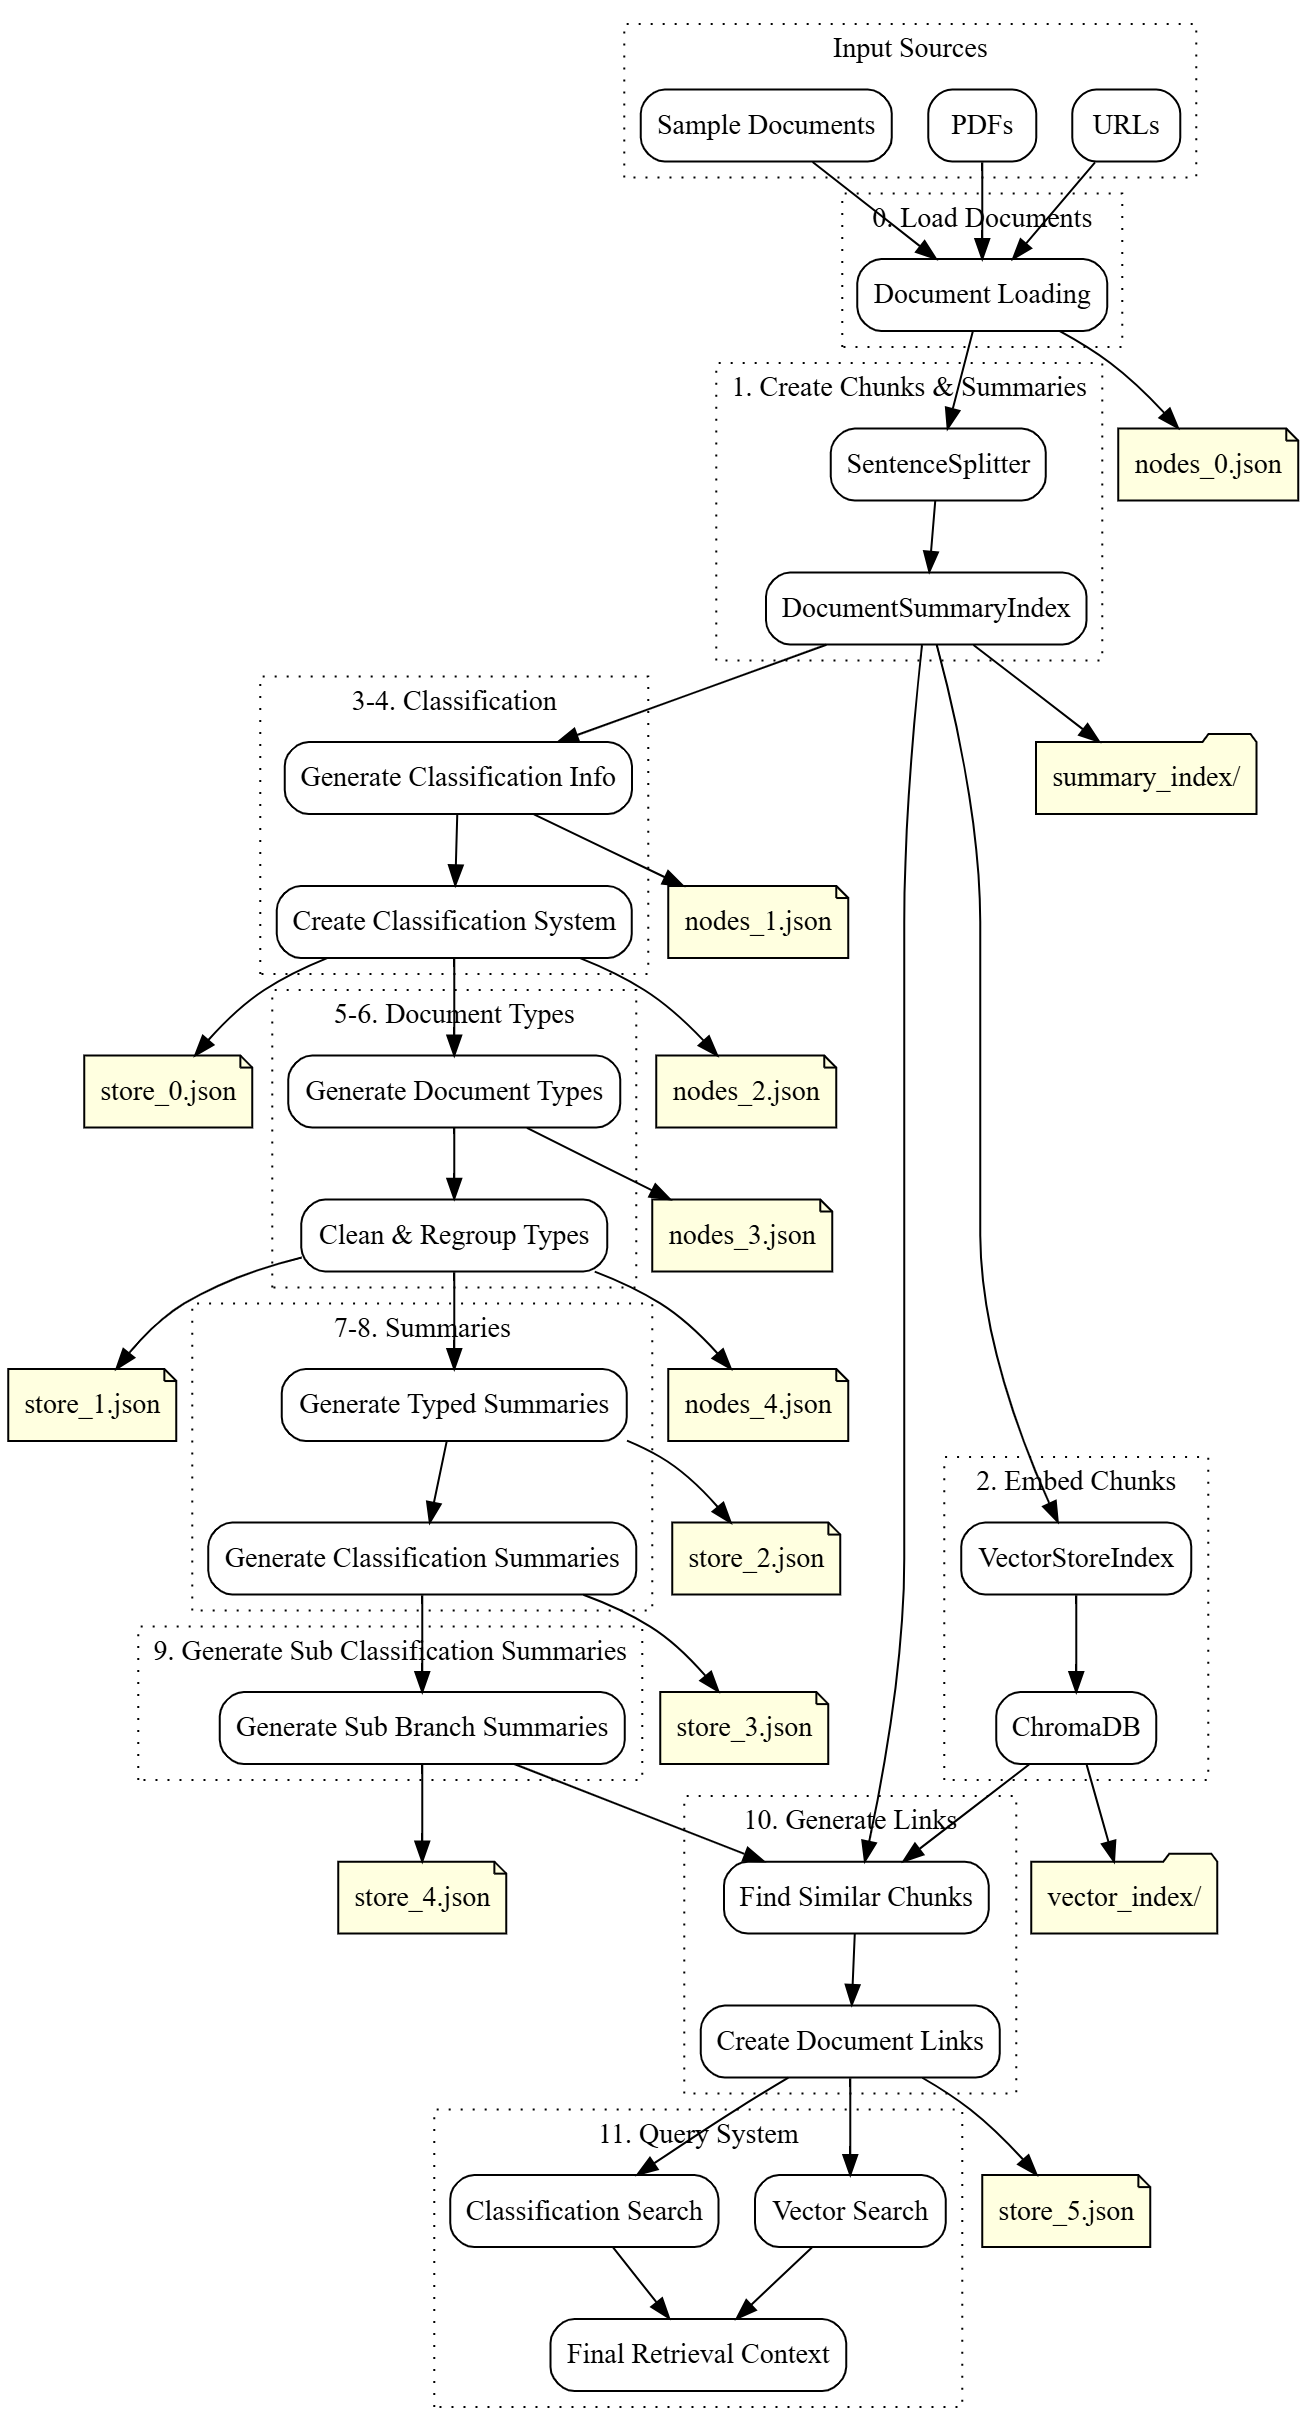 Input Sources
Sample Documents
PDFs
URLs
0. Load Documents
Document Loading
1. Create Chunks & Summaries
SentenceSplitter
nodes_0.json
DocumentSummaryIndex
3-4. Classification
Generate Classification Info
summary_index/
Create Classification System
nodes_1.json
5-6. Document Types
store_0.json
Generate Document Types
nodes_2.json
Clean & Regroup Types
nodes_3.json
7-8. Summaries
store_1.json
Generate Typed Summaries
nodes_4.json
2. Embed Chunks
Generate Classification Summaries
store_2.json
VectorStoreIndex
9. Generate Sub Classification Summaries
Generate Sub Branch Summaries
store_3.json
ChromaDB
10. Generate Links
store_4.json
Find Similar Chunks
vector_index/
Create Document Links
11. Query System
Classification Search
Vector Search
store_5.json
Final Retrieval Context